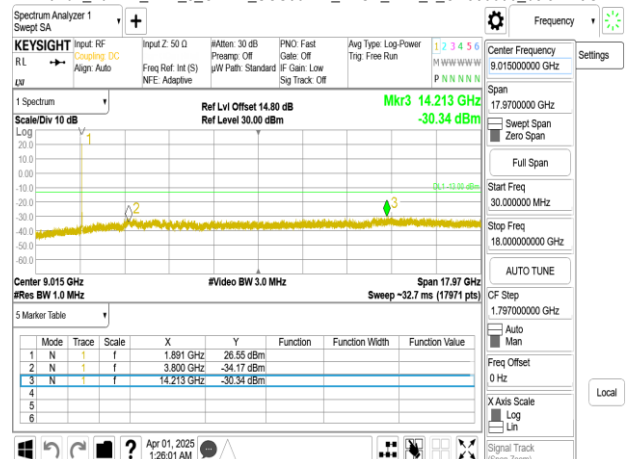 Spectrum Analyzer 1
Swept SA
Frequency
KEYSIGHT
RL
Input: RF
Coupling: DC
Align: Auto
Input Z: 50 Ω
Freq Ref: Int (S)
NFE: Adaptive
#Atten: 30 dB
Preamp: Off
µW Path: Standard
PNO: Fast
Gate: Off
IF Gain: Low
Sig Track: Off
Avg Type: Log-Power
Trig: Free Run
1 2 3 4 5 6
M W W W W W
P N N N N N
LXI
1 Spectrum
Scale/Div 10 dB
Ref Lvl Offset 14.80 dB
Ref Level 30.00 dBm
Mkr3 14.213 GHz
-30.34 dBm
Log
20.0
10.0
0.00
-10.0
-20.0
-30.0
-40.0
-50.0
-60.0
1
2
3
DL1 -13.00 dBm
Center 9.015 GHz
#Res BW 1.0 MHz
#Video BW 3.0 MHz
Span 17.97 GHz
Sweep ~32.7 ms (17971 pts)
5 Marker Table
Mode Trace Scale X Y Function Function Width Function Value
1 N 1 f 1.891 GHz 26.55 dBm
2 N 1 f 3.800 GHz -34.17 dBm
3 N 1 f 14.213 GHz -30.34 dBm
4
5
6
?
Apr 01, 2025
1:26:01 AM
Center Frequency
9.015000000 GHz
Settings
Span
17.9700000 GHz
Swept Span
Zero Span
Full Span
Start Freq
30.000000 MHz
Stop Freq
18.000000000 GHz
AUTO TUNE
CF Step
1.797000000 GHz
Auto
Man
Freq Offset
0 Hz
X Axis Scale
Log
Lin
Local
Signal Track
(Span Zoom)